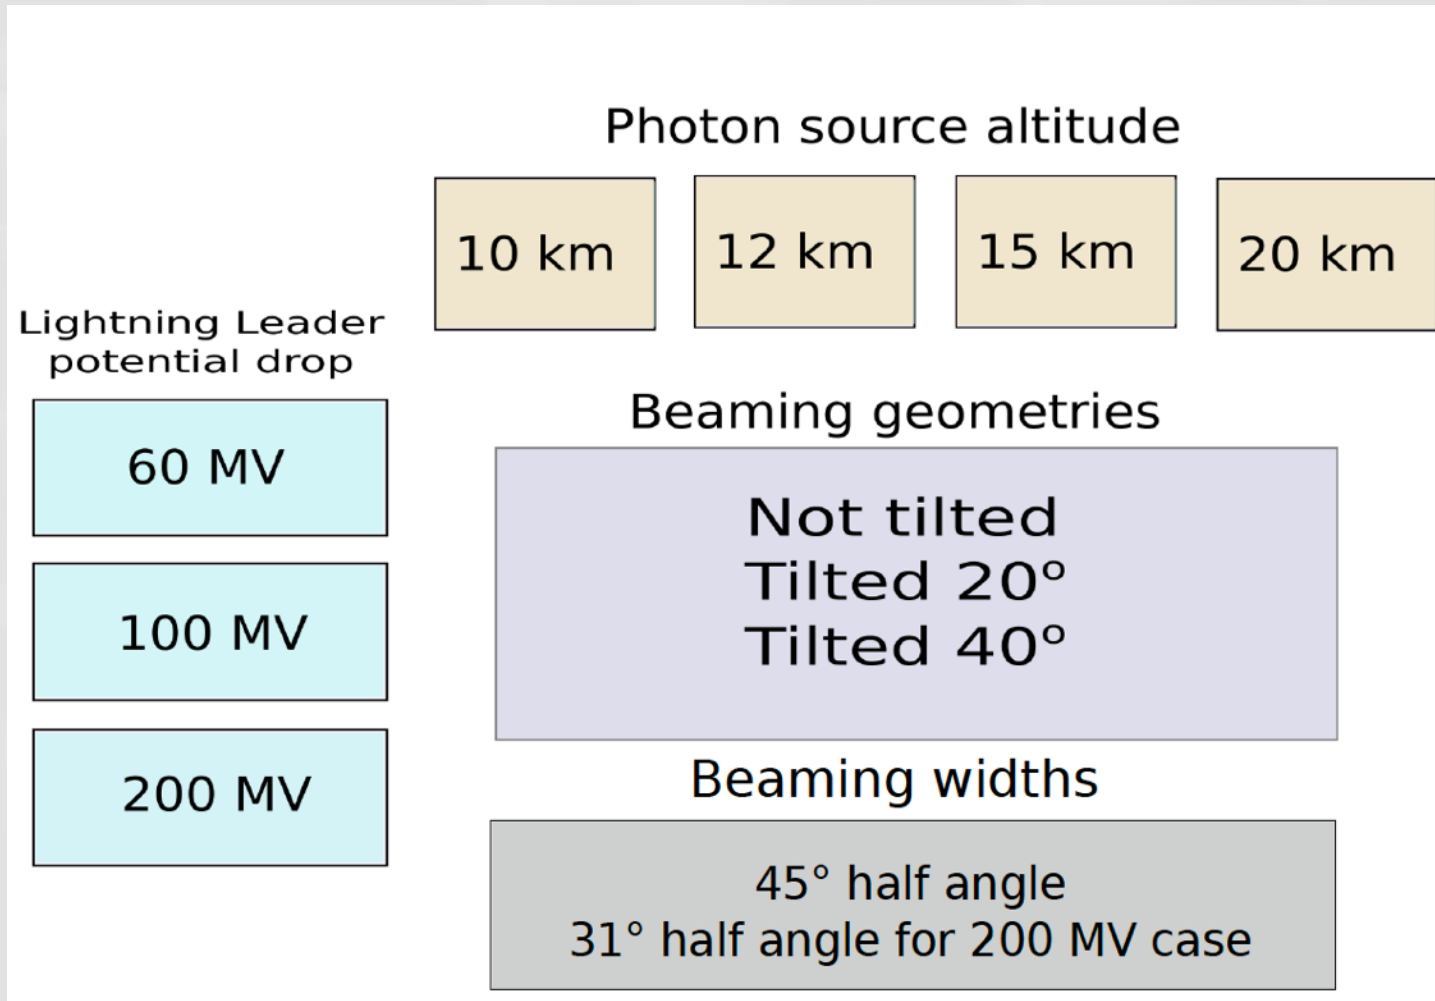 Photon source altitude
10 km
12 km
15 km
20 km
Lightning Leader
potential drop
60 MV
100 MV
200 MV
Beaming geometries
Not tilted
Tilted 20º
Tilted 40º
Beaming widths
45° half angle
31° half angle for 200 MV case